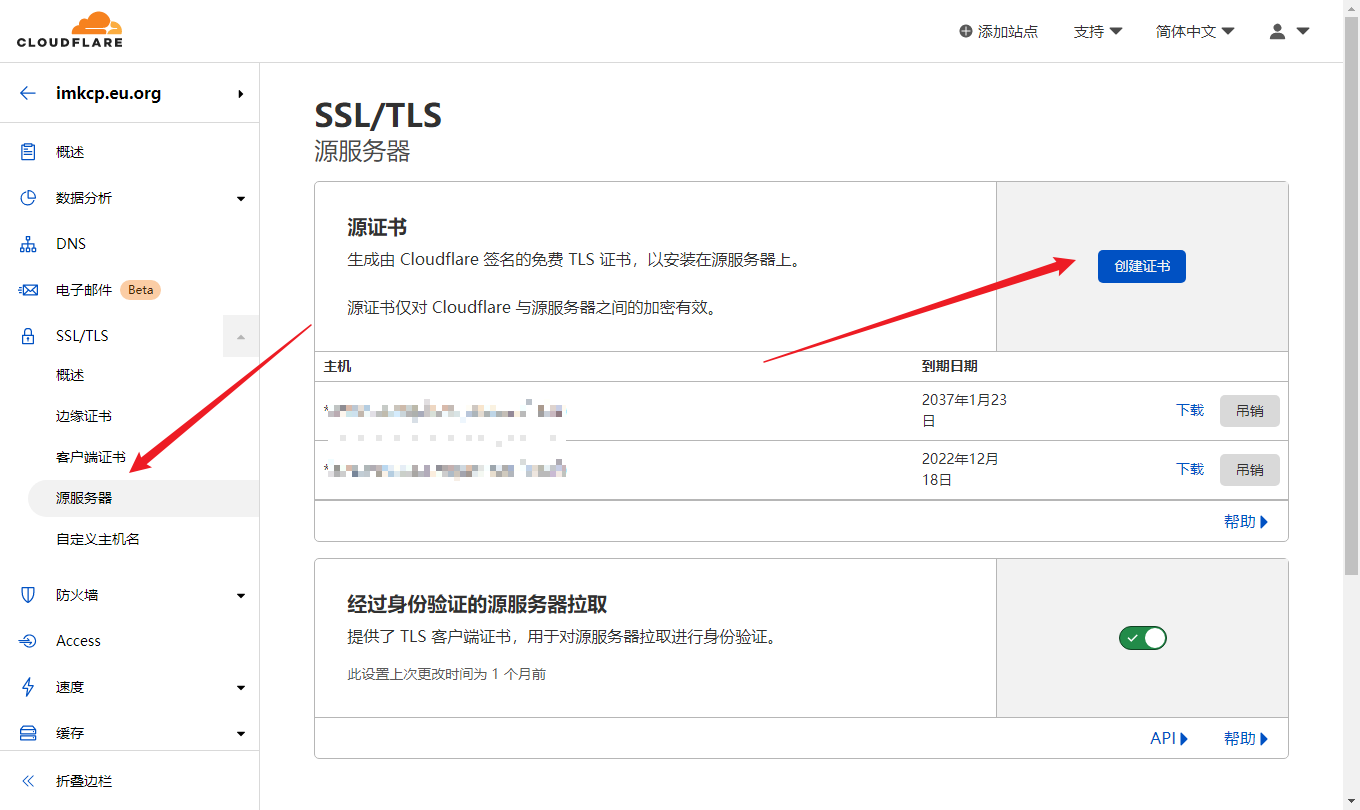 CLOUDFLARE
添加站点
支持
简体中文
imkcp.eu.org
概述
数据分析
DNS
电子邮件 Beta
SSL/TLS
概述
边缘证书
客户端证书
源服务器
自定义主机名
防火墙
Access
速度
缓存
折叠边栏
SSL/TLS
源服务器
源证书
生成由 Cloudflare 签名的免费 TLS 证书，以安装在源服务器上。
源证书仅对 Cloudflare 与源服务器之间的加密有效。
创建证书
主机
到期日期
*
2037年1月23
日
下载
吊销
*
2022年12月
18日
下载
吊销
帮助
经过身份验证的源服务器拉取
提供了 TLS 客户端证书，用于对源服务器拉取进行身份验证。
此设置上次更改时间为 1 个月前
API
帮助